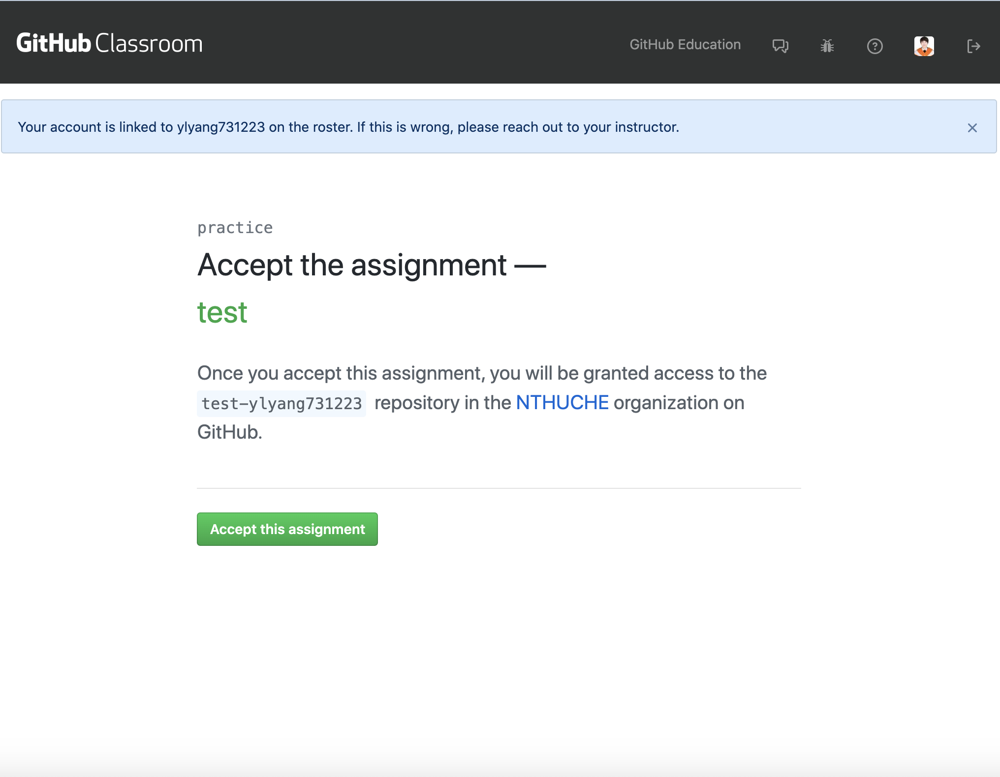 GitHub Classroom
GitHub Education
Your account is linked to ylyang731223 on the roster. If this is wrong, please reach out to your instructor.
practice
Accept the assignment —
test
Once you accept this assignment, you will be granted access to the
test-ylyang731223 repository in the NTHUCHE organization on
GitHub.
Accept this assignment